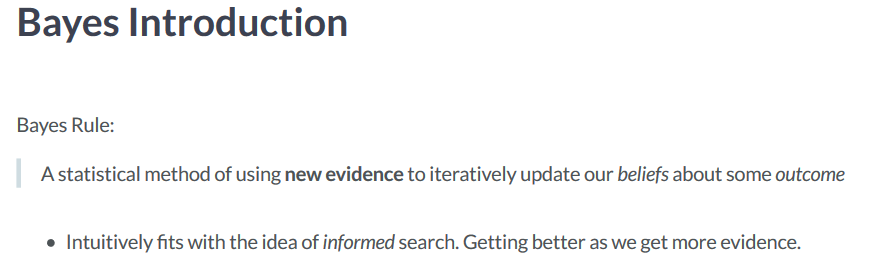 Bayes Introduction
Bayes Rule:
A statistical method of using new evidence to iteratively update our beliefs about some outcome
• Intuitively fits with the idea of informed search. Getting better as we get more evidence.